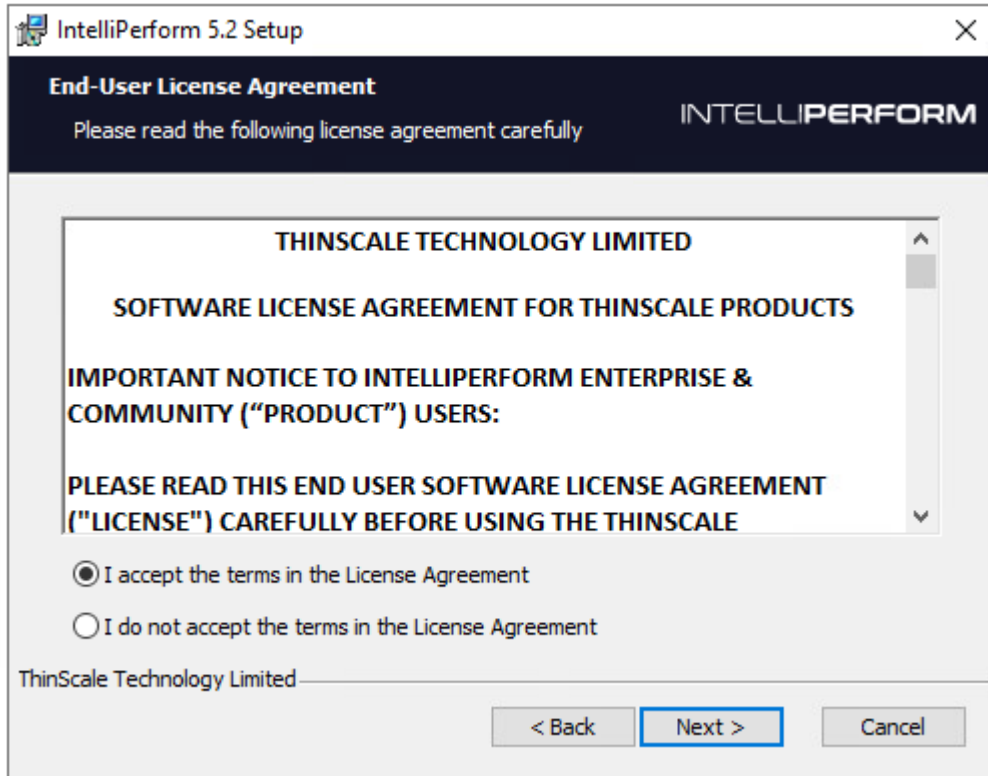 IntelliPerform 5.2 Setup
End-User License Agreement
Please read the following license agreement carefully
INTELLIPERFORM
THINSCALE TECHNOLOGY LIMITED
SOFTWARE LICENSE AGREEMENT FOR THINSCALE PRODUCTS
IMPORTANT NOTICE TO INTELLIPERFORM ENTERPRISE &
COMMUNITY (“PRODUCT”) USERS:
PLEASE READ THIS END USER SOFTWARE LICENSE AGREEMENT
("LICENSE") CAREFULLY BEFORE USING THE THINSCALE
I accept the terms in the License Agreement
I do not accept the terms in the License Agreement
ThinScale Technology Limited
< Back
Next >
Cancel